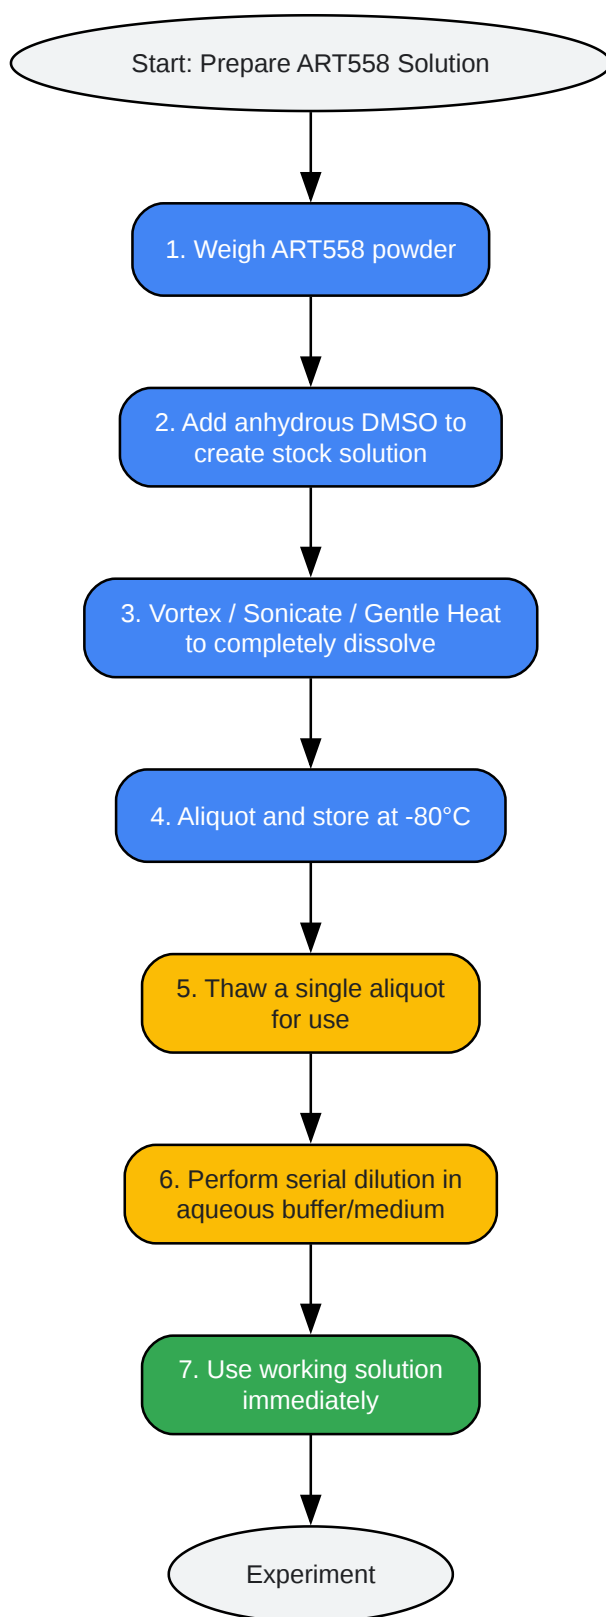 Start: Prepare ART558 Solution
1. Weigh ART558 powder
2. Add anhydrous DMSO to
create stock solution
3. Vortex / Sonicate / Gentle Heat
to completely dissolve
4. Aliquot and store at -80°C
5. Thaw a single aliquot
for use
6. Perform serial dilution in
aqueous buffer/medium
7. Use working solution
immediately
Experiment